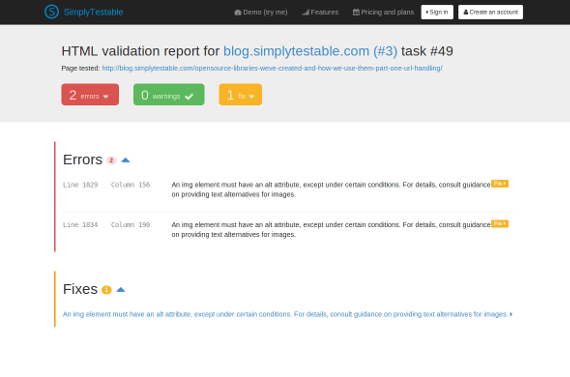 SimplyTestable
Demo (try me)
Features
Pricing and plans
Sign in
Create an account
HTML validation report for blog.simplytestable.com (#3) task #49
Page tested: http://blog.simplytestable.com/opensource-libraries-weve-created-and-how-we-use-them-part-one-url-handling/
2 errors
0 warnings
1 fix
Errors 2
Line 1829 Column 156 An img element must have an alt attribute, except under certain conditions. For details, consult guidance Fix
on providing text alternatives for images.
Line 1834 Column 190 An img element must have an alt attribute, except under certain conditions. For details, consult guidance Fix
on providing text alternatives for images.
Fixes 1
An img element must have an alt attribute, except under certain conditions. For details, consult guidance on providing text alternatives for images.